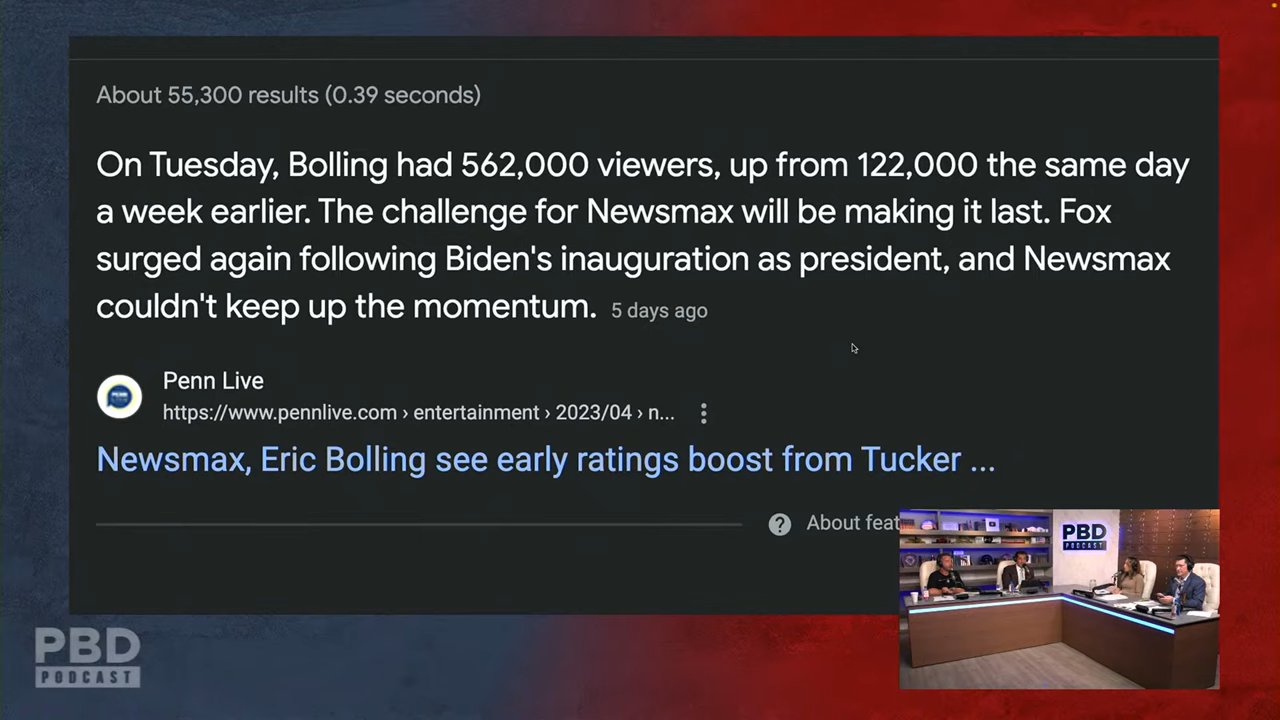 About 55,300 results (0.39 seconds)
On Tuesday, Bolling had 562,000 viewers, up from 122,000 the same day
a week earlier. The challenge for Newsmax will be making it last. Fox
surged again following Biden's inauguration as president, and Newsmax
couldn't keep up the momentum. 5 days ago
Penn Live
https://www.pennlive.com › entertainment › 2023/04 › n...
Newsmax, Eric Bolling see early ratings boost from Tucker ...
? About feat
PBD
PODCAST
PBD
PODCAST